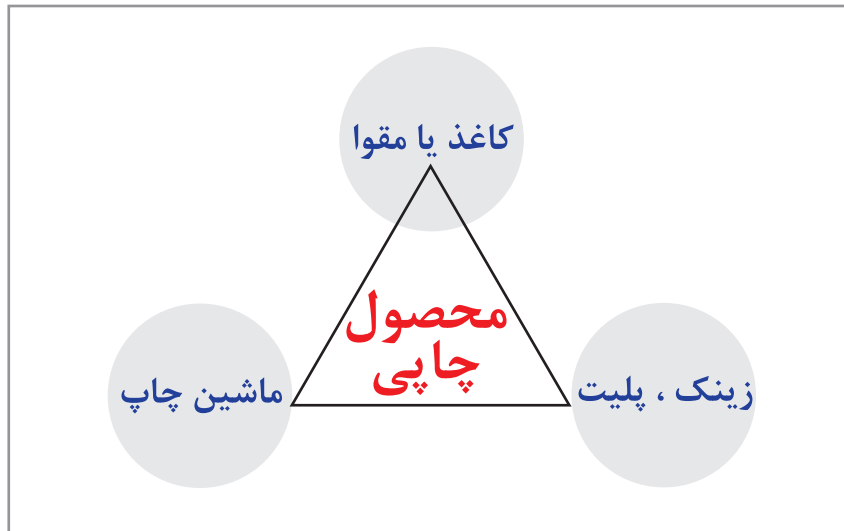 کاغذ یا مقوا
محصول
چاپی
زینک ، پلیت
ماشین چاپ